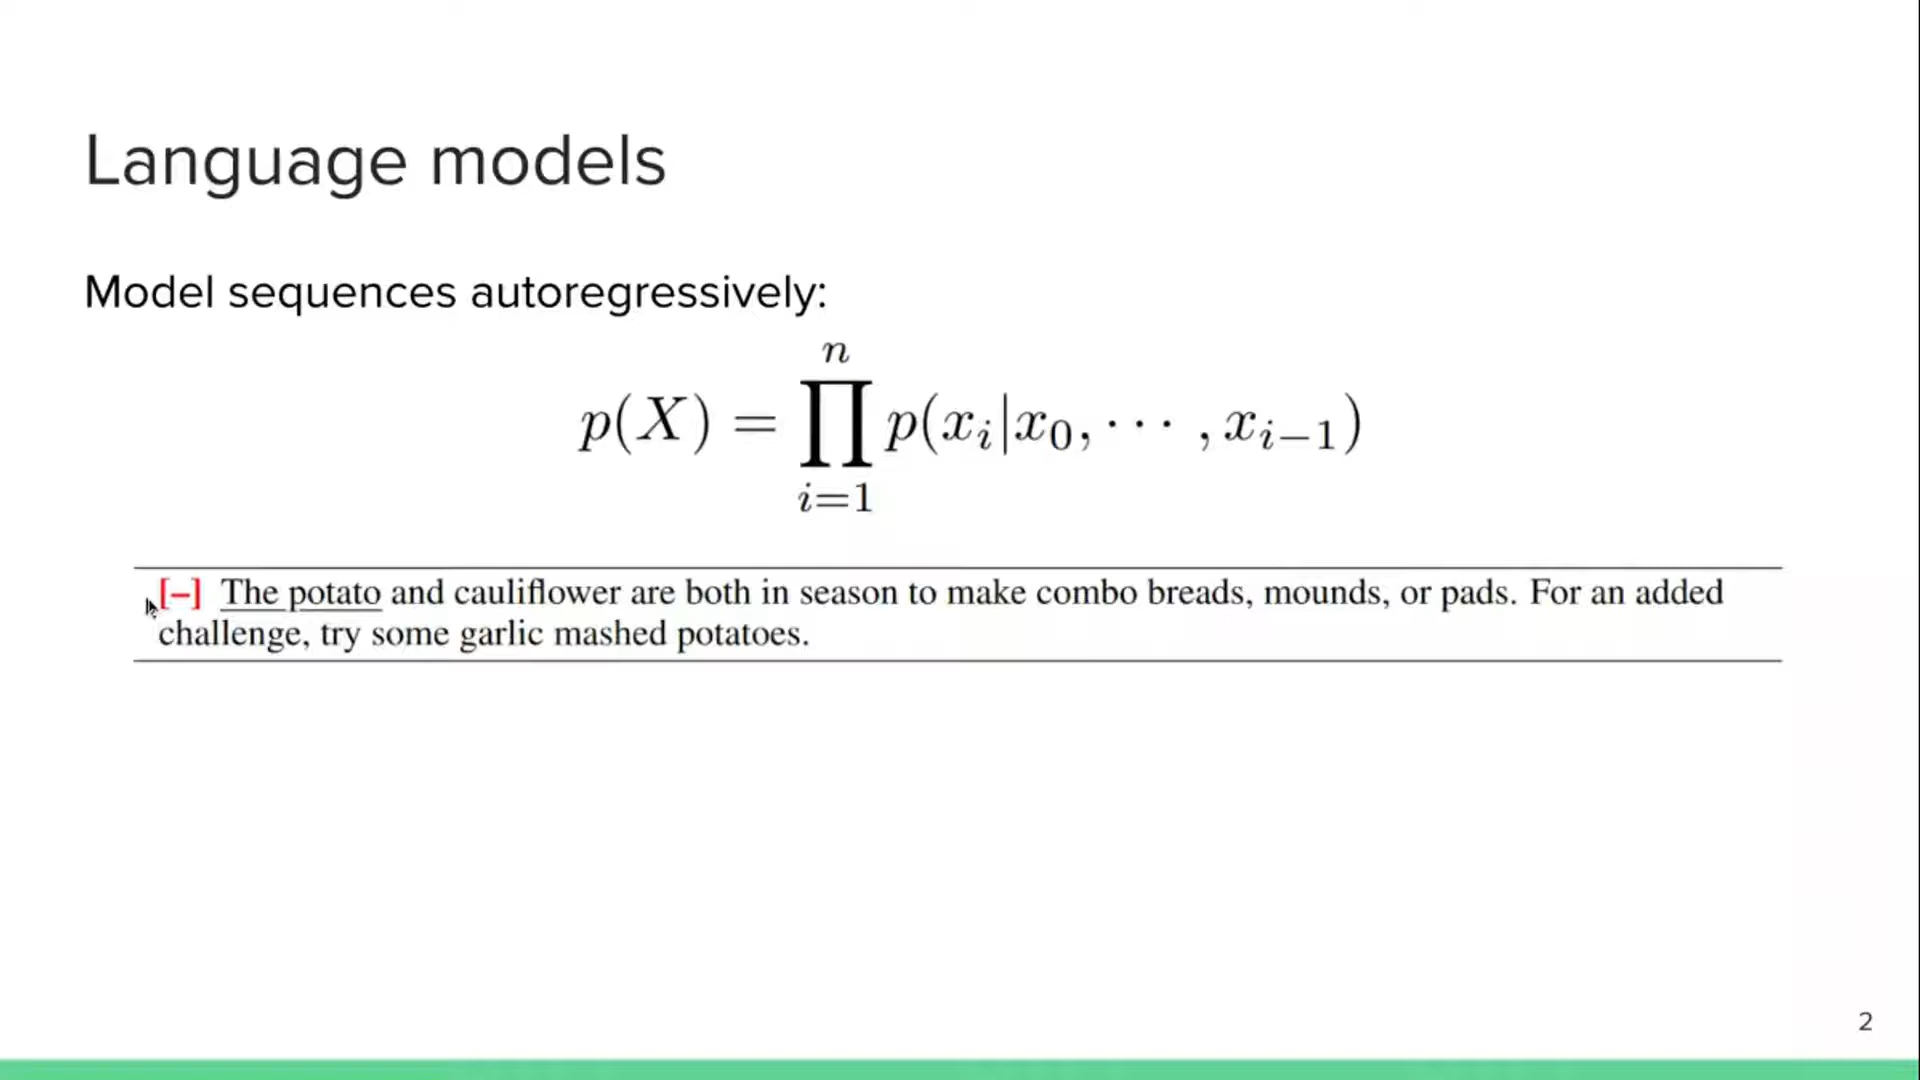 Language models
Model sequences autoregressively:
n
p(X) = ∏ p(x_i|x_0, ··· , x_{i−1})
i=1
[–] The potato and cauliflower are both in season to make combo breads, mounds, or pads. For an added
challenge, try some garlic mashed potatoes.
2